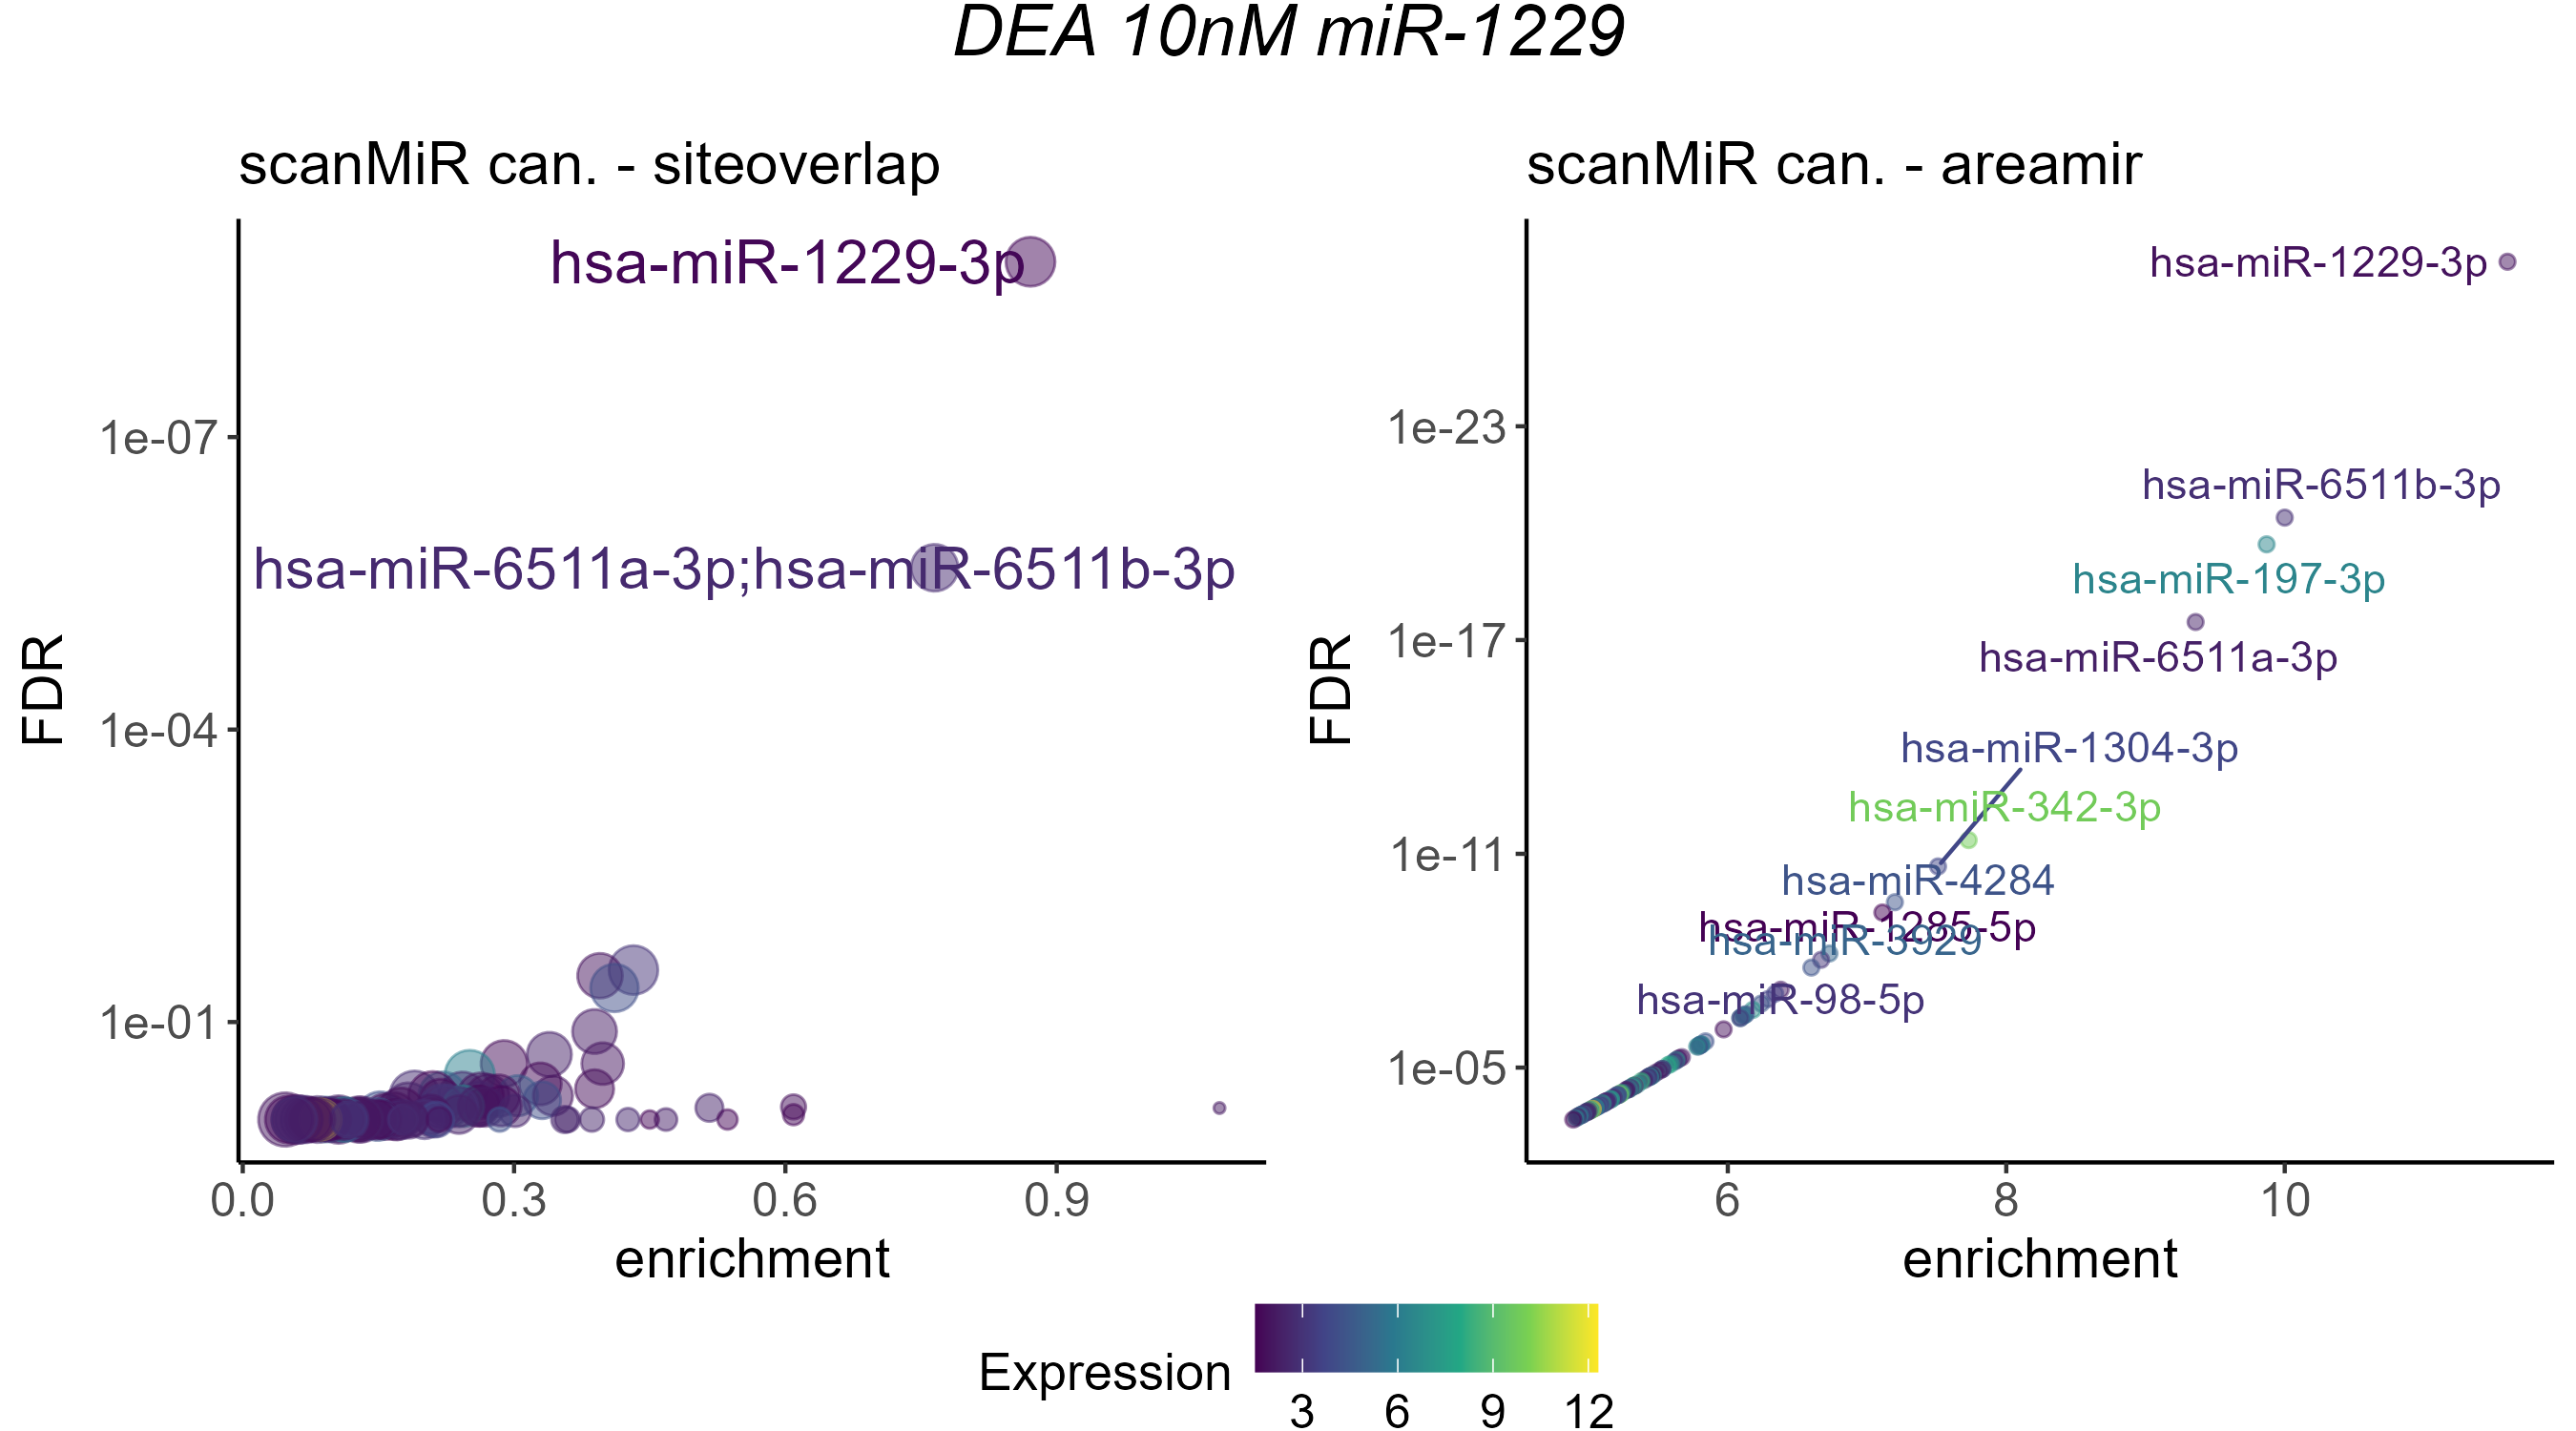 DEA 10nM miR-1229
scanMiR can. - siteoverlap
hsa-miR-1229-3p
1e-07
hsa-miR-6511a-3p;hsa-miR-6511b-3p
FDR
1e-04
1e-01
0.0 0.3 0.6 0.9
enrichment
scanMiR can. - areamir
hsa-miR-1229-3p
1e-23
hsa-miR-6511b-3p
hsa-miR-197-3p
1e-17
hsa-miR-6511a-3p
FDR
hsa-miR-1304-3p
hsa-miR-342-3p
1e-11
hsa-miR-4284
hsa-miR-1285-5p
hsa-miR-3929
hsa-miR-98-5p
1e-05
6 8 10
enrichment
Expression
3 6 9 12